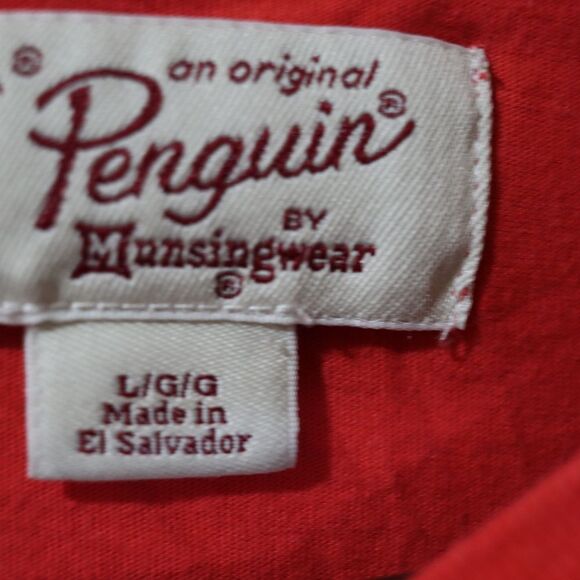 ®
an original
Penguin®
BY
Munsingwear
®
L/G/G
Made in
El Salvador